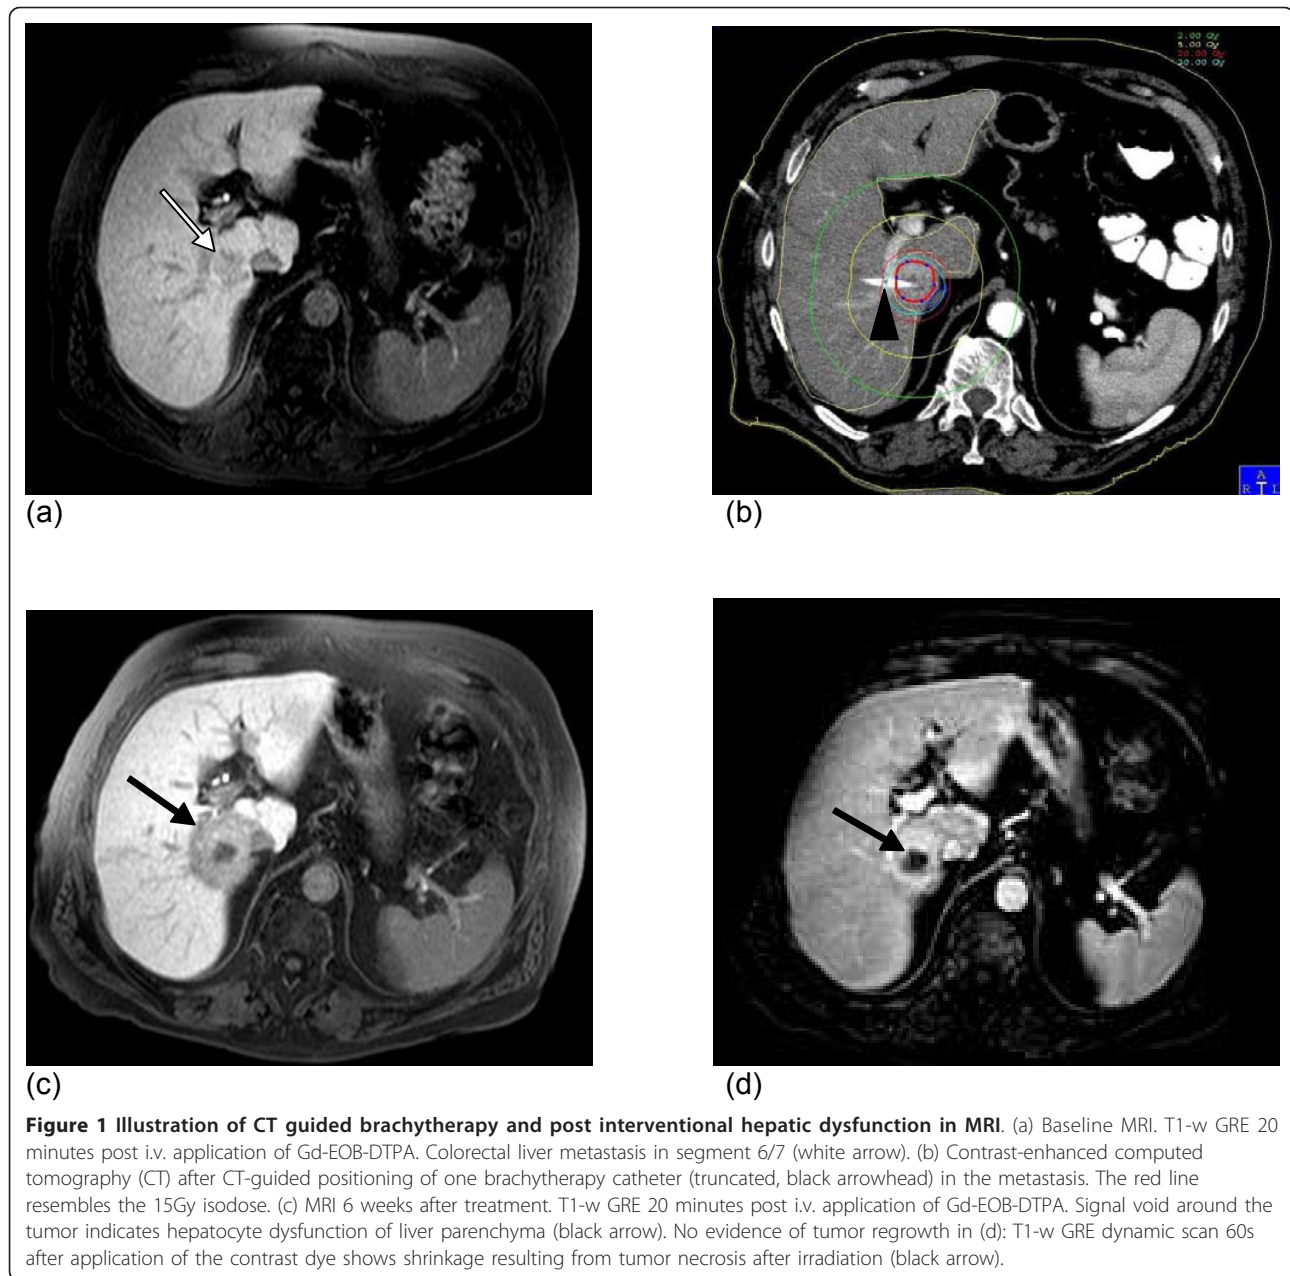 2.00 Gy
5.00 Gy
20.00 Gy
10.00 Gy
A
R L
(a)
(b)
(c)
(d)
Figure 1 Illustration of CT guided brachytherapy and post interventional hepatic dysfunction in MRI. (a) Baseline MRI. T1-w GRE 20
minutes post i.v. application of Gd-EOB-DTPA. Colorectal liver metastasis in segment 6/7 (white arrow). (b) Contrast-enhanced computed
tomography (CT) after CT-guided positioning of one brachytherapy catheter (truncated, black arrowhead) in the metastasis. The red line
resembles the 15Gy isodose. (c) MRI 6 weeks after treatment. T1-w GRE 20 minutes post i.v. application of Gd-EOB-DTPA. Signal void around the
tumor indicates hepatocyte dysfunction of liver parenchyma (black arrow). No evidence of tumor regrowth in (d): T1-w GRE dynamic scan 60s
after application of the contrast dye shows shrinkage resulting from tumor necrosis after irradiation (black arrow).